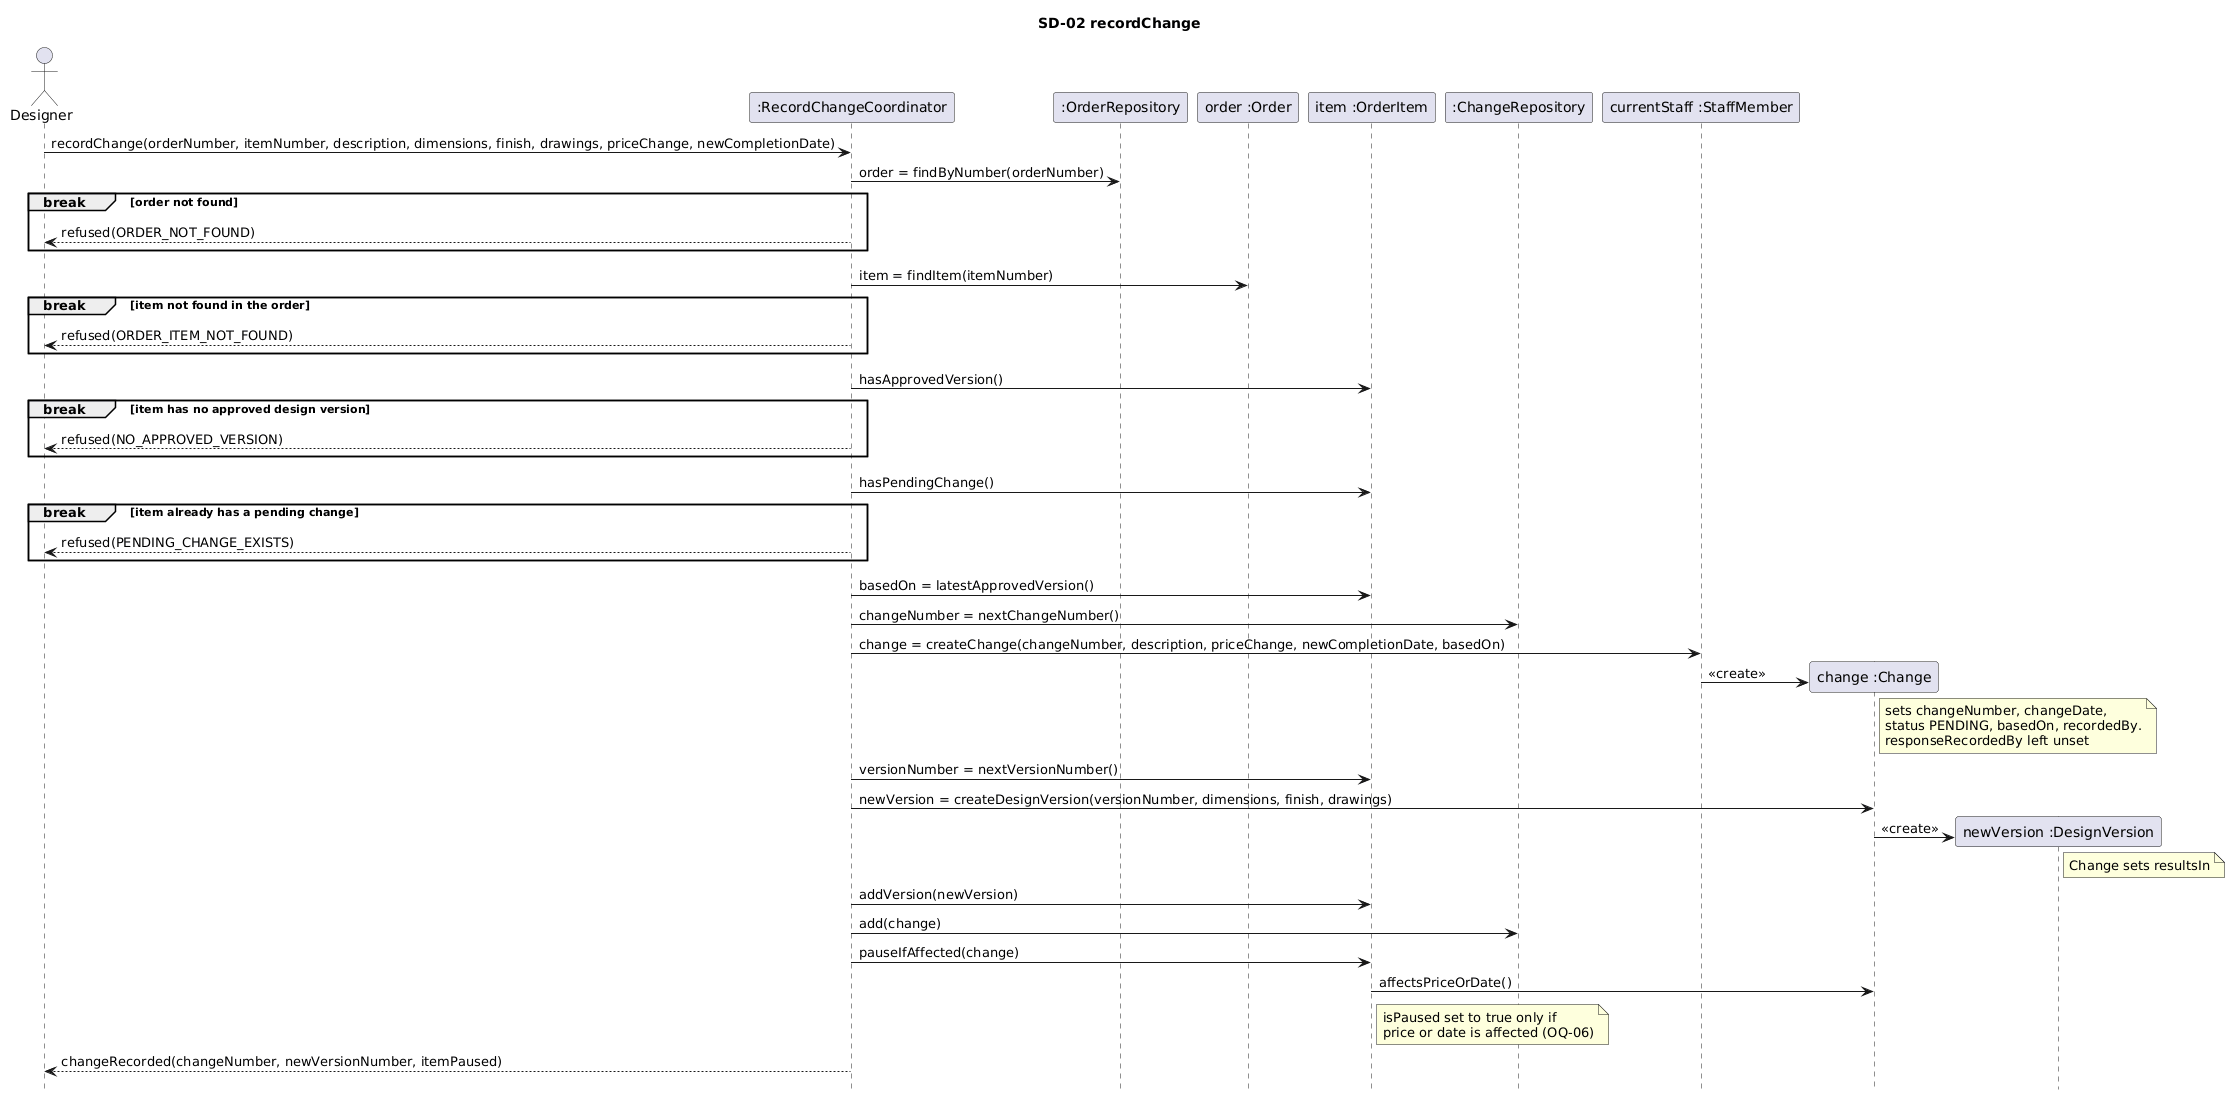 SD-02 recordChange
Designer
:RecordChangeCoordinator
:OrderRepository
order :Order
item :OrderItem
:ChangeRepository
currentStaff :StaffMember
recordChange(orderNumber, itemNumber, description, dimensions, finish, drawings, priceChange, newCompletionDate)
order = findByNumber(orderNumber)
break [order not found]
refused(ORDER_NOT_FOUND)
item = findItem(itemNumber)
break [item not found in the order]
refused(ORDER_ITEM_NOT_FOUND)
hasApprovedVersion()
break [item has no approved design version]
refused(NO_APPROVED_VERSION)
hasPendingChange()
break [item already has a pending change]
refused(PENDING_CHANGE_EXISTS)
basedOn = latestApprovedVersion()
changeNumber = nextChangeNumber()
change = createChange(changeNumber, description, priceChange, newCompletionDate, basedOn)
«create»
change :Change
sets changeNumber, changeDate,
status PENDING, basedOn, recordedBy.
responseRecordedBy left unset
versionNumber = nextVersionNumber()
newVersion = createDesignVersion(versionNumber, dimensions, finish, drawings)
«create»
newVersion :DesignVersion
Change sets resultsIn
addVersion(newVersion)
add(change)
pauseIfAffected(change)
affectsPriceOrDate()
isPaused set to true only if
price or date is affected (OQ-06)
changeRecorded(changeNumber, newVersionNumber, itemPaused)